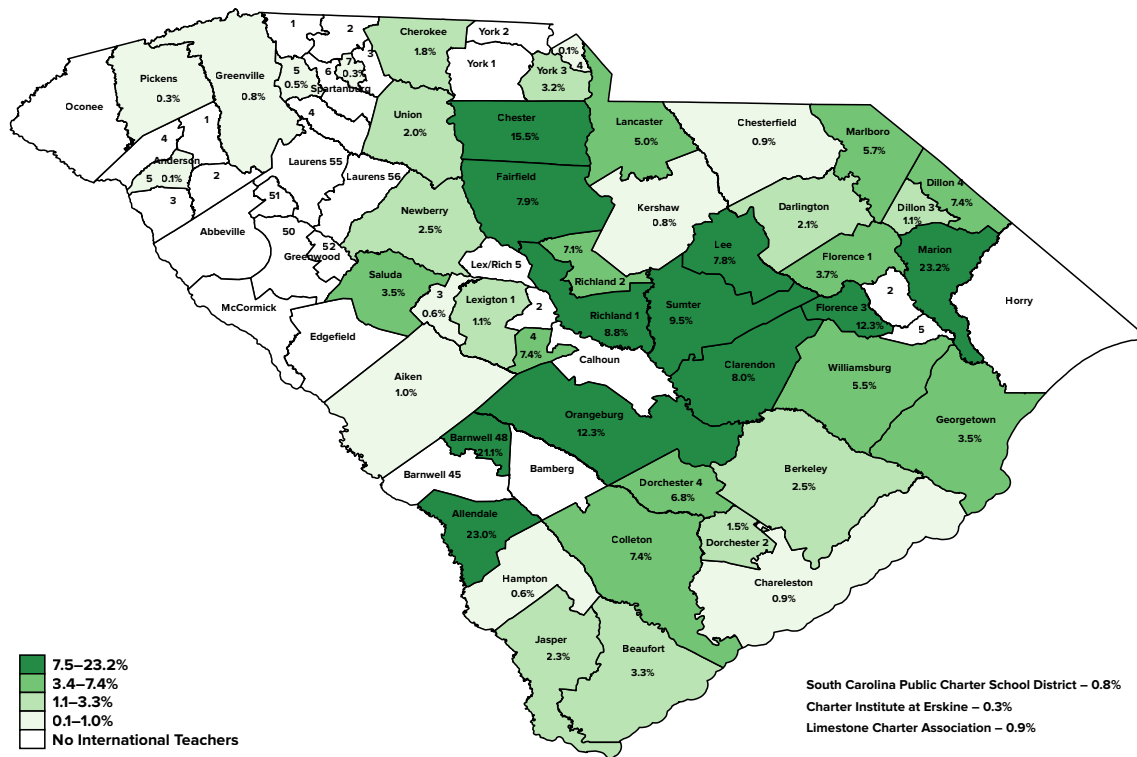 1
2
Cherokee
1.8%
York 2
0.1%
4
3
7
0.3%
5
0.5%
6
Spartanburg
York 1
York 3
3.2%
Pickens
0.3%
Greenville
0.8%
Oconee
4
Union
2.0%
Chester
15.5%
Lancaster
5.0%
Chesterfield
0.9%
Marlboro
5.7%
1
4
Anderson
5
0.1%
2
3
Laurens 55
Laurens 56
Fairfield
7.9%
Kershaw
0.8%
Darlington
2.1%
Dillon 4
7.4%
Dillon 3
1.1%
51
50
52
Greenwood
Abbeville
Newberry
2.5%
Lee
7.8%
Marion
23.2%
7.1%
Richland 2
Florence 1
3.7%
Lex/Rich 5
Saluda
3.5%
McCormick
3
0.6%
Lexigton 1
1.1%
2
Richland 1
8.8%
Sumter
9.5%
Florence 3
12.3%
2
5
Horry
Edgefield
4
7.4%
Calhoun
Clarendon
8.0%
Williamsburg
5.5%
Aiken
1.0%
Orangeburg
12.3%
Georgetown
3.5%
Barnwell 48
21.1%
Barnwell 45
Bamberg
Berkeley
2.5%
Dorchester 4
6.8%
Allendale
23.0%
Colleton
7.4%
1.5%
Dorchester 2
Hampton
0.6%
Chareleston
0.9%
Jasper
2.3%
Beaufort
3.3%
7.5–23.2%
3.4–7.4%
1.1–3.3%
0.1–1.0%
No International Teachers
South Carolina Public Charter School District – 0.8%
Charter Institute at Erskine – 0.3%
Limestone Charter Association – 0.9%